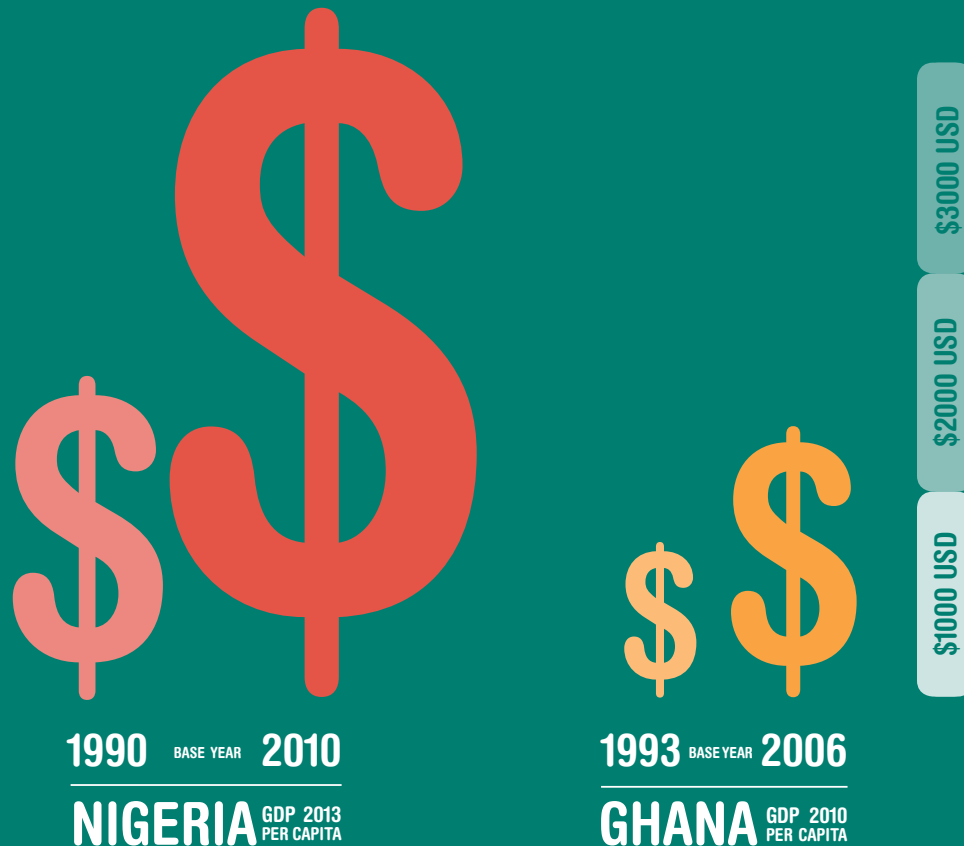 $3000 USD
$2000 USD
$1000 USD
1990 BASE YEAR 2010
NIGERIA GDP 2013
PER CAPITA
1993 BASE YEAR 2006
GHANA GDP 2010
PER CAPITA